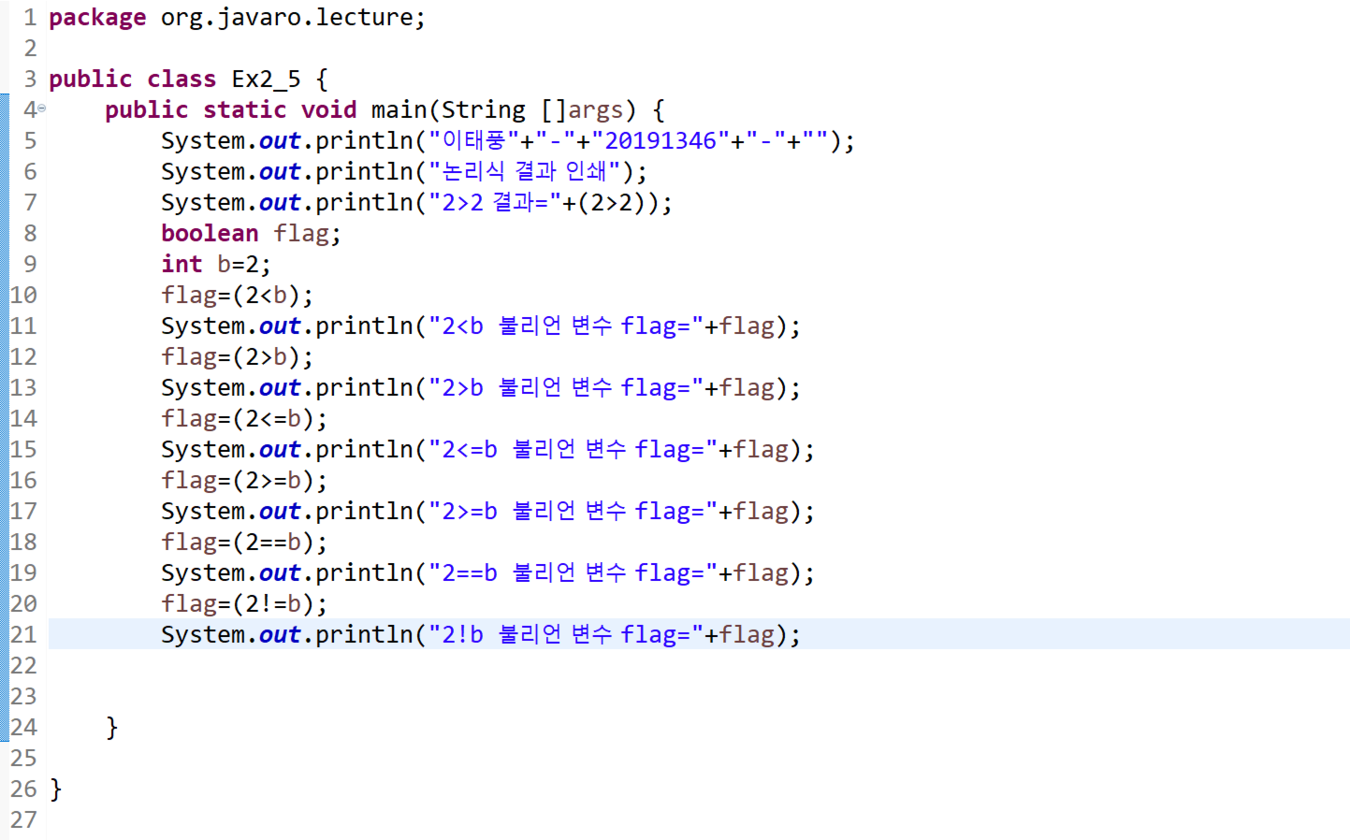 1 package org.javaro.lecture;
2
3 public class Ex2_5 {
4     public static void main(String []args) {
5         System.out.println("이태풍"+"-"+"20191346"+"-"+"");
6         System.out.println("논리식 결과 인쇄");
7         System.out.println("2>2 결과="+(2>2));
8         boolean flag;
9         int b=2;
10         flag=(2<b);
11         System.out.println("2<b 불리언 변수 flag="+flag);
12         flag=(2>b);
13         System.out.println("2>b 불리언 변수 flag="+flag);
14         flag=(2<=b);
15         System.out.println("2<=b 불리언 변수 flag="+flag);
16         flag=(2>=b);
17         System.out.println("2>=b 불리언 변수 flag="+flag);
18         flag=(2==b);
19         System.out.println("2==b 불리언 변수 flag="+flag);
20         flag=(2!=b);
21         System.out.println("2!b 불리언 변수 flag="+flag);
22
23
24     }
25
26 }
27